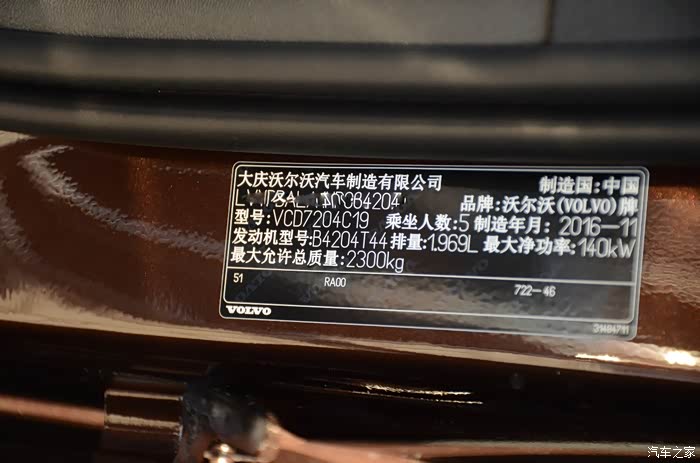 大庆沃尔沃汽车制造有限公司 制造国:中国
品牌:沃尔沃(VOLVO)牌
型号:VCD7204C19 乘坐人数:5 制造年月: 2016-11
发动机型号:B4204T44 排量:1.969L 最大净功率:140kW
最大允许总质量:2300kg
51 RA00 722-46
VOLVO
31484711
汽车之家